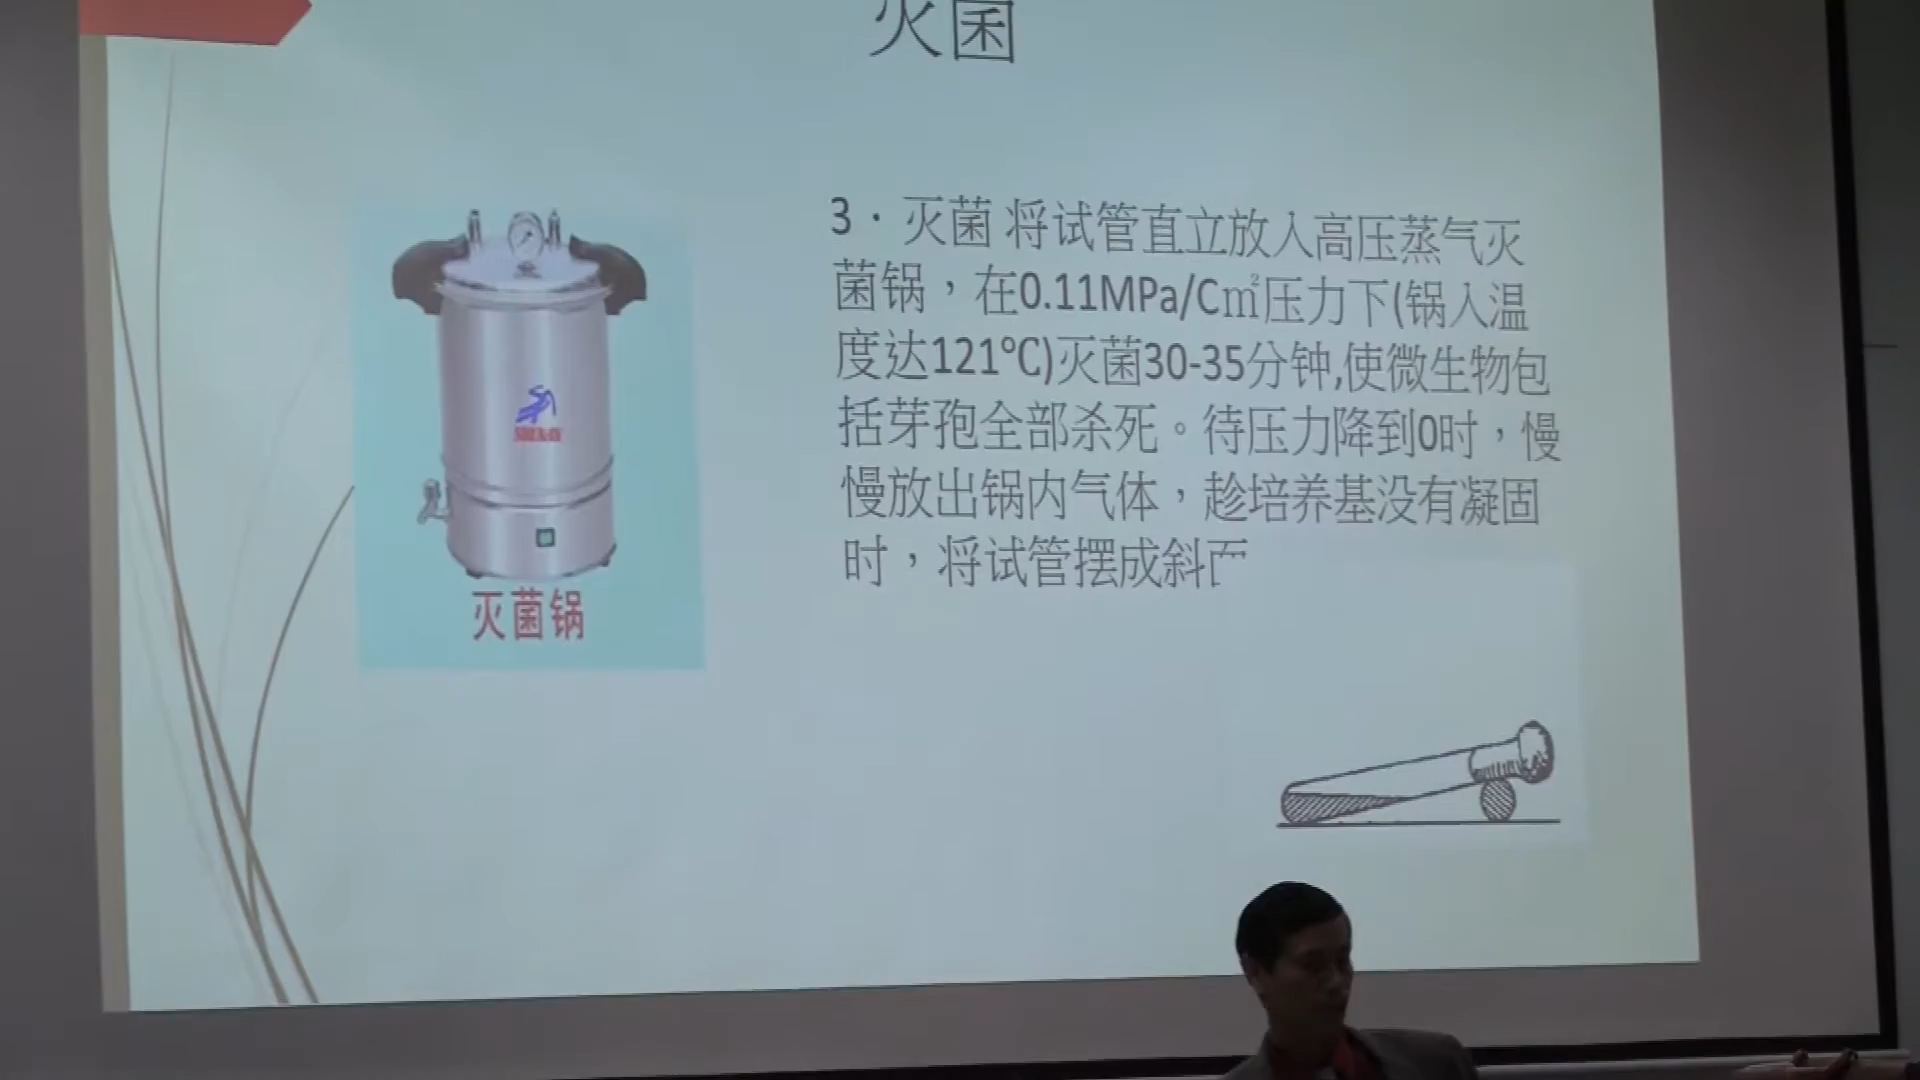 灭菌
3．灭菌 将试管直立放入高压蒸气灭
菌锅，在0.11MPa/C㎡压力下(锅入温
度达121℃)灭菌30-35分钟,使微生物包
括芽孢全部杀死。待压力降到0时，慢
慢放出锅内气体，趁培养基没有凝固
时，将试管摆成斜面
灭菌锅